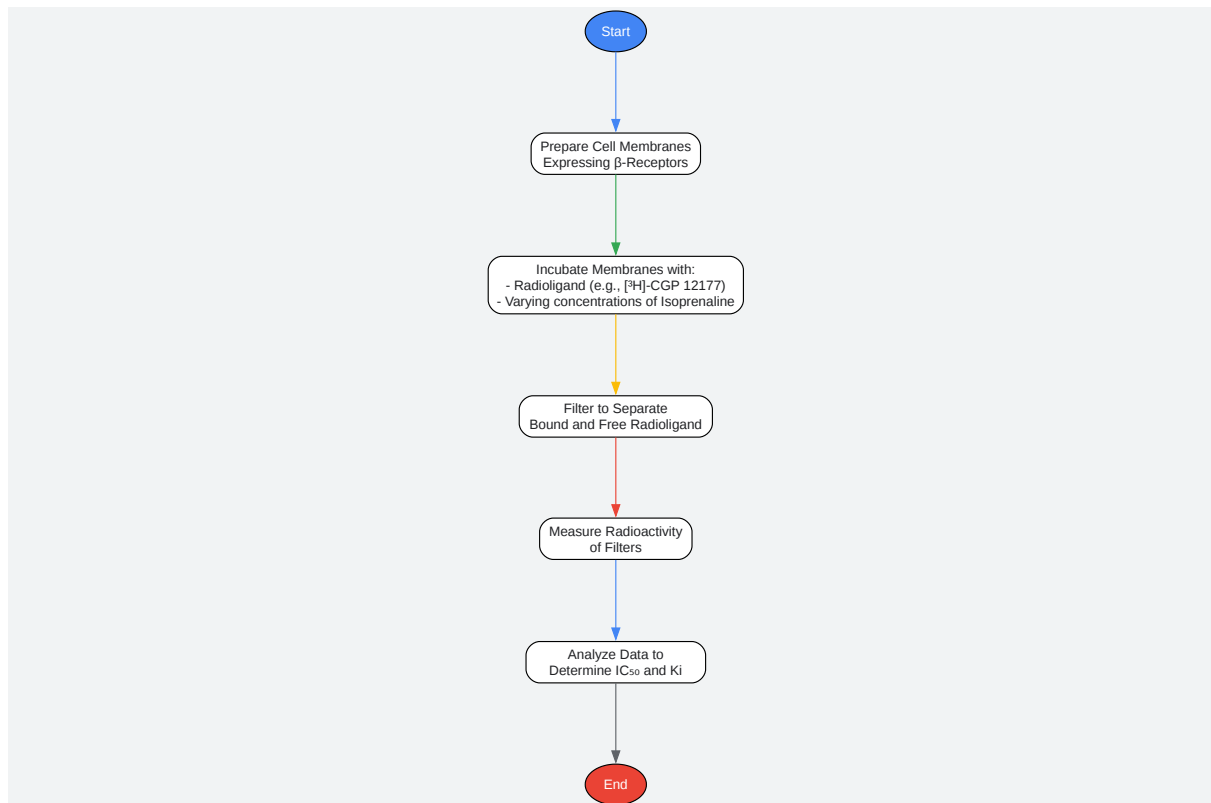 Start
Prepare Cell Membranes
Expressing β-Receptors
Incubate Membranes with:
- Radioligand (e.g., [³H]-CGP 12177)
- Varying concentrations of Isoprenaline
Filter to Separate
Bound and Free Radioligand
Measure Radioactivity
of Filters
Analyze Data to
Determine IC₅₀ and Ki
End